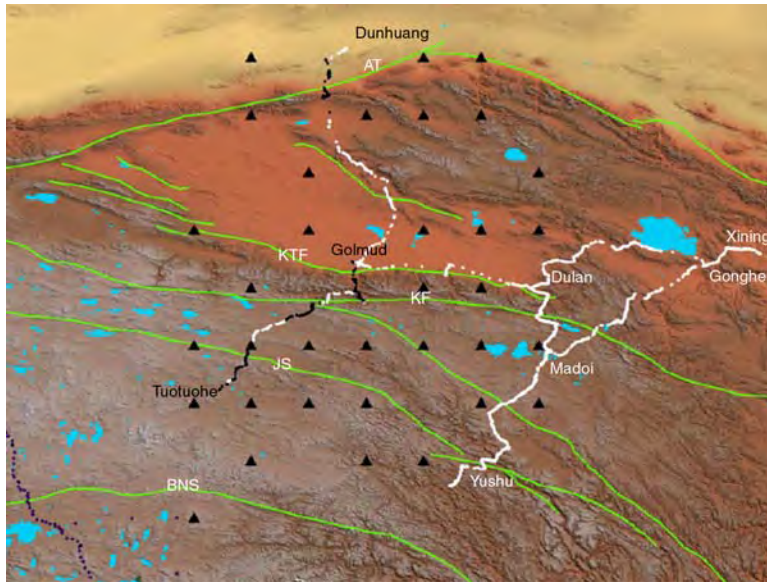 Dunhuang
AT
Xining
Golmud
KTF
Dulan
Gonghe
KF
JS
Madoi
Tuotuohe
Yushu
BNS